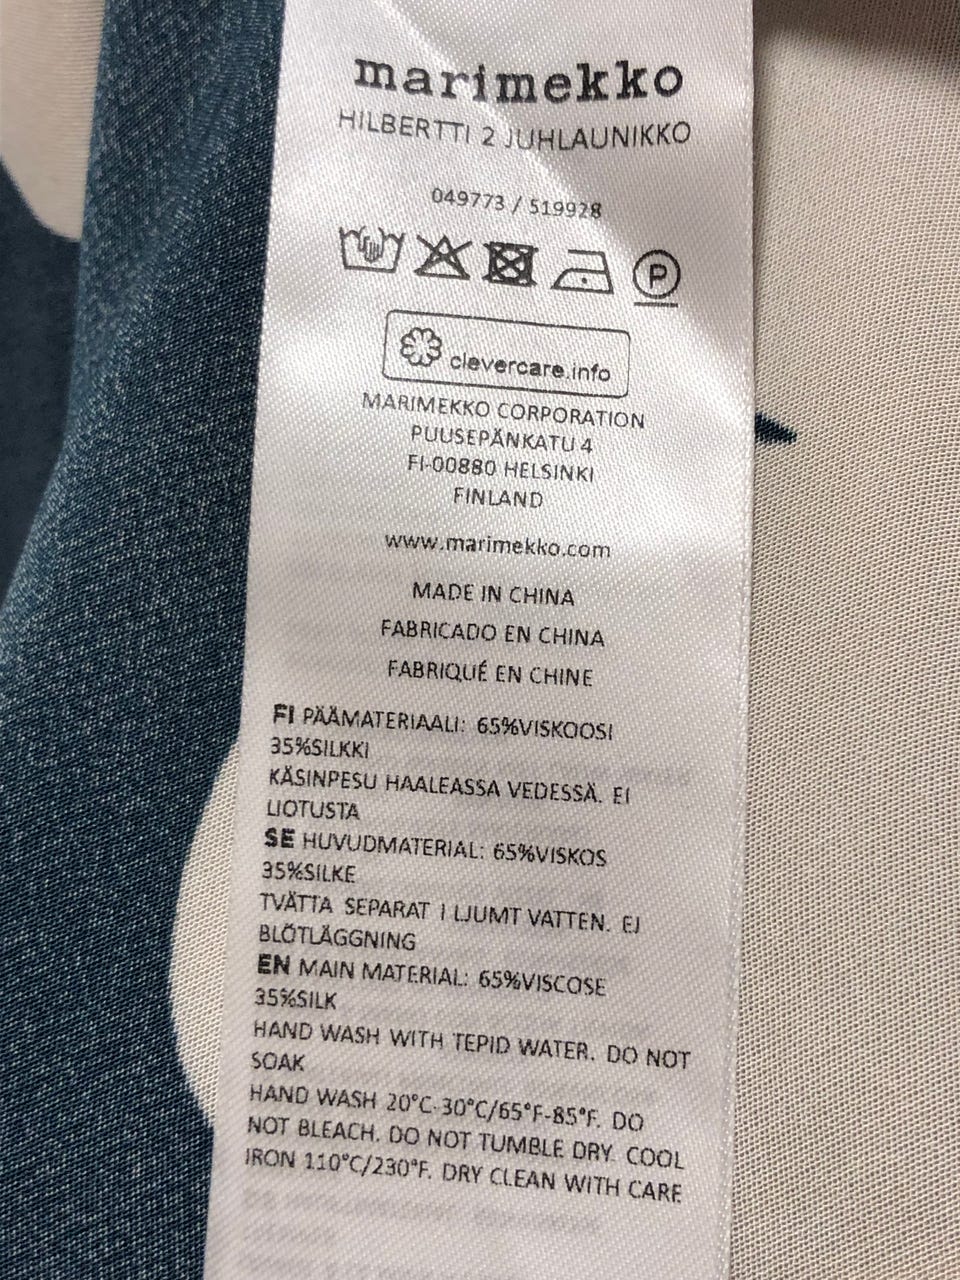 marimekko
HILBERTTI 2 JUHLAUNIKKO
049773 / 519928
P
clevercare.info
MARIMEKKO CORPORATION
PUUSEPÄNKATU 4
FI-00880 HELSINKI
FINLAND
www.marimekko.com
MADE IN CHINA
FABRICADO EN CHINA
FABRIQUÉ EN CHINE
FI PÄÄMATERIAALI: 65%VISKOOSI
35%SILKKI
KÄSINPESU HAALEASSA VEDESSÄ. EI
LIOTUSTA
SE HUVUDMATERIAL: 65%VISKOS
35%SILKE
TVÄTTA SEPARAT I LJUMT VATTEN. EJ
BLÖTLÄGGNING
EN MAIN MATERIAL: 65%VISCOSE
35%SILK
HAND WASH WITH TEPID WATER. DO NOT
SOAK
HAND WASH 20°C-30°C/65°F-85°F. DO
NOT BLEACH. DO NOT TUMBLE DRY. COOL
IRON 110°C/230°F. DRY CLEAN WITH CARE